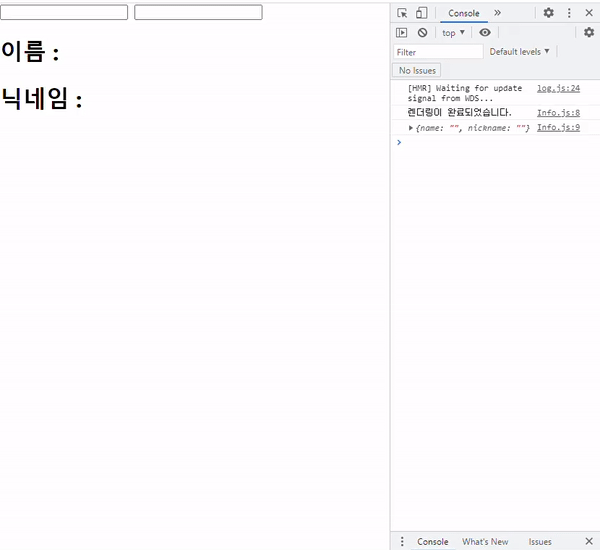 이름 :
닉네임 :
Console
top
Filter
Default levels
No Issues
[HMR] Waiting for update log.js:24
signal from WDS...
렌더링이 완료되었습니다. Info.js:8
{name: "", nickname: ""} Info.js:9
Console What's New Issues